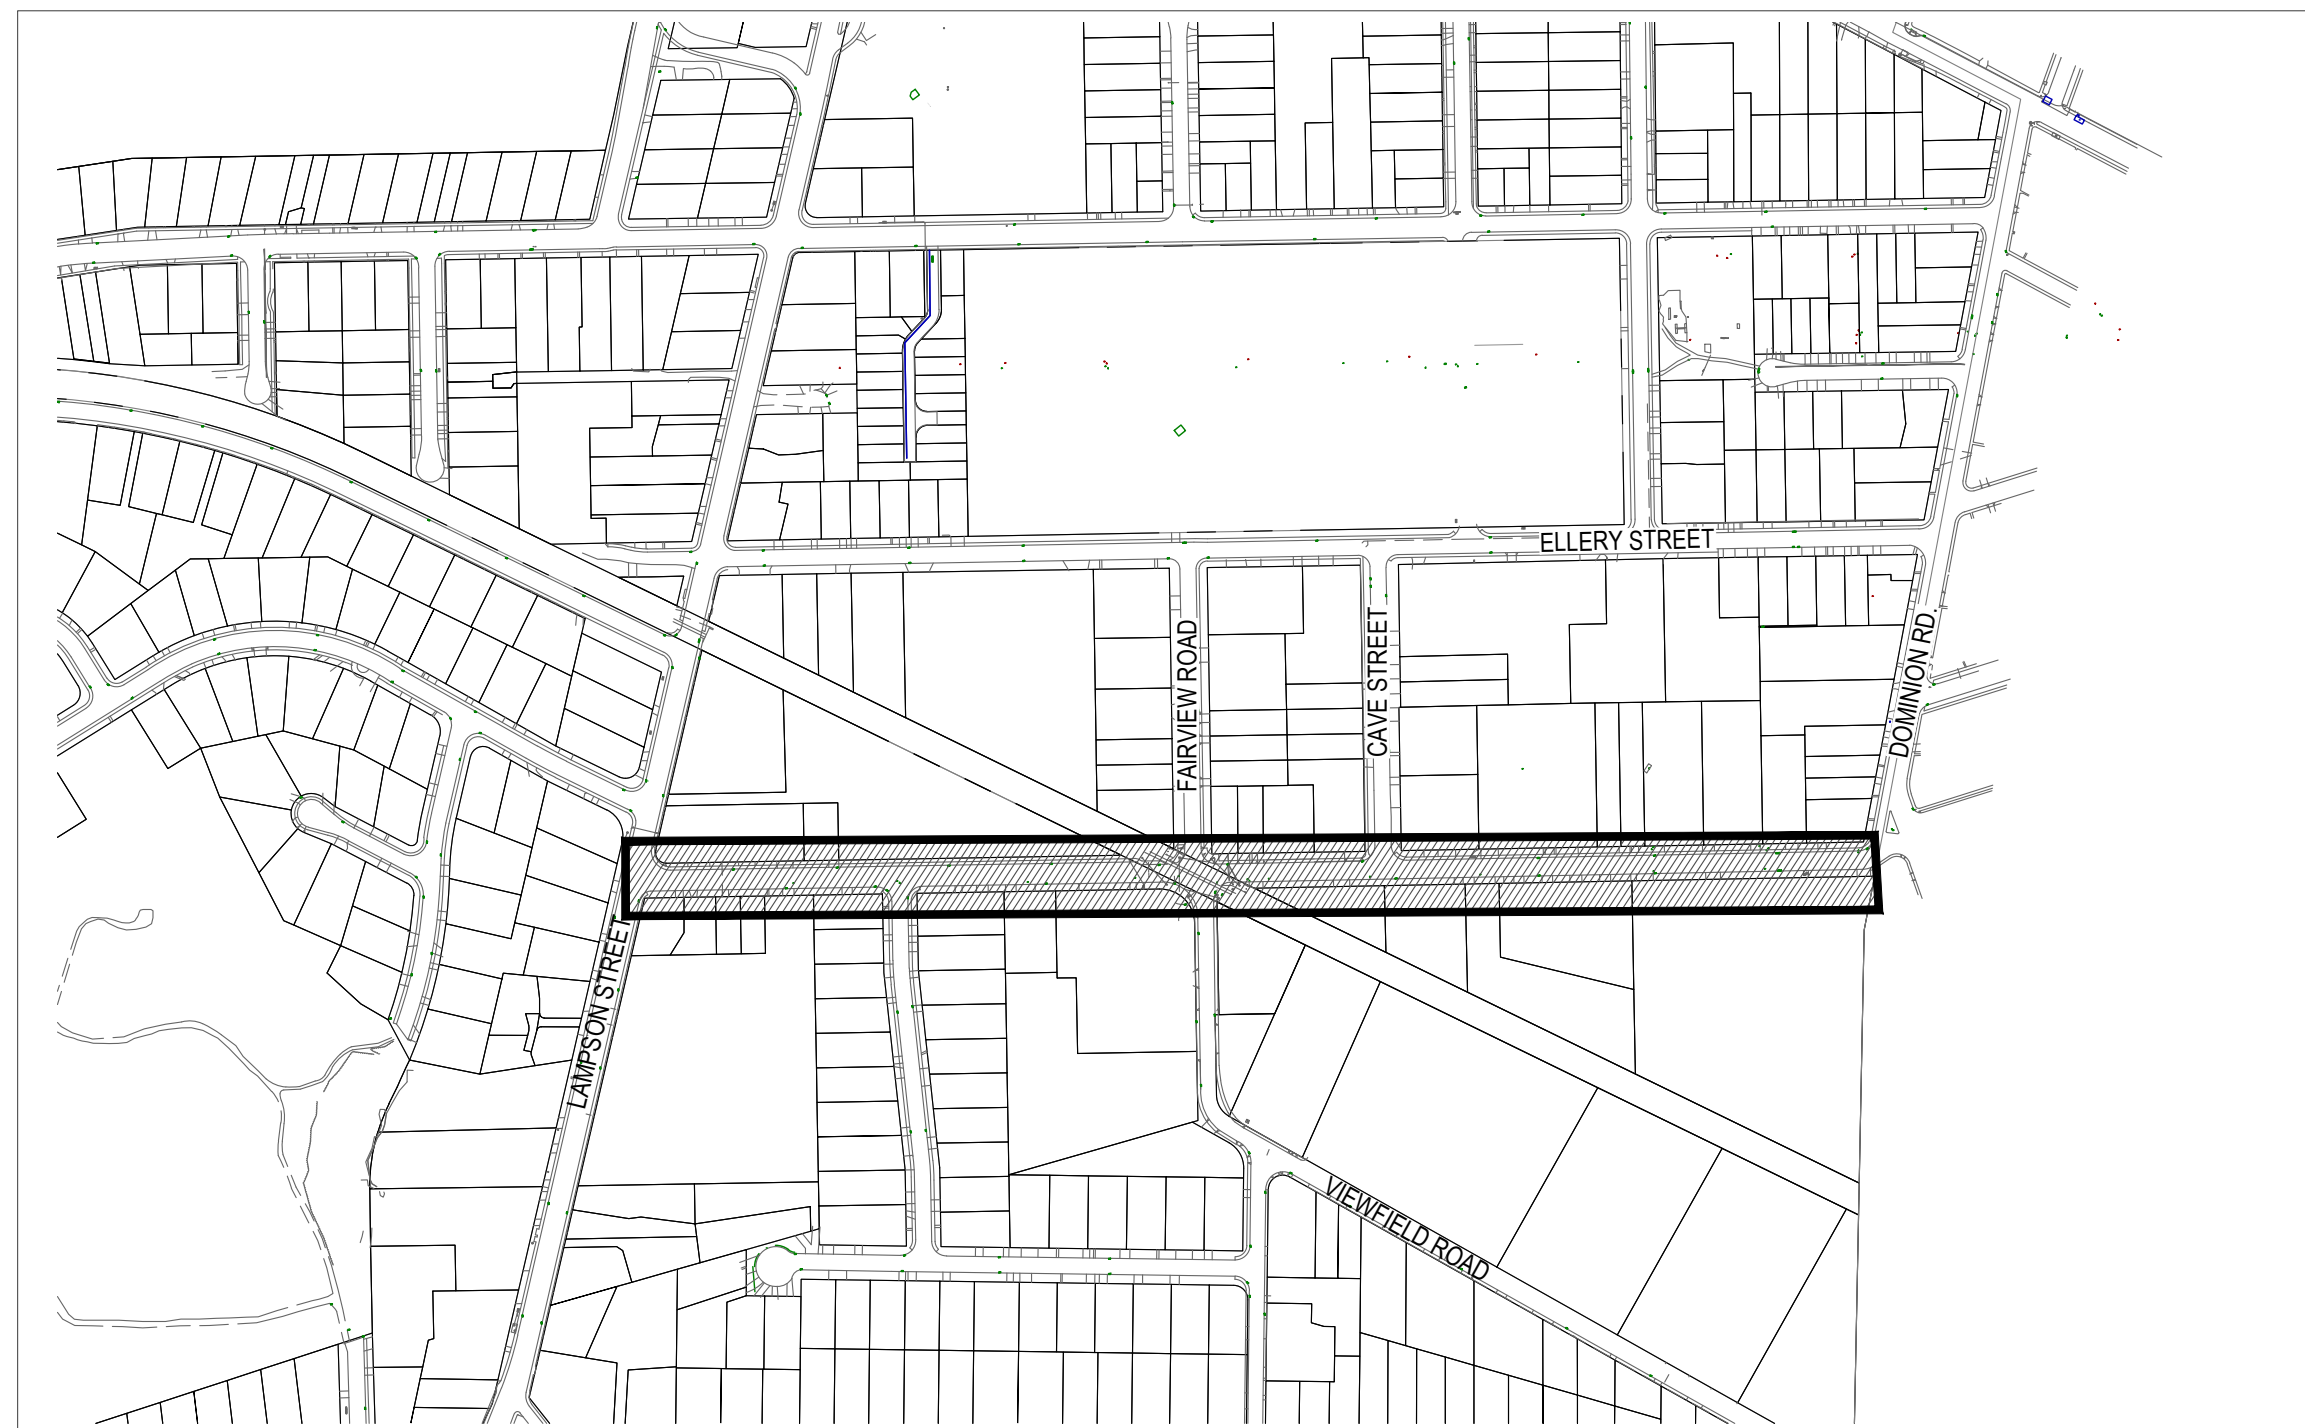 ELLERY STREET
FAIRVIEW ROAD
CAVE STREET
DOMINION RD.
LAMPSON STREET
VIEWFIELD ROAD